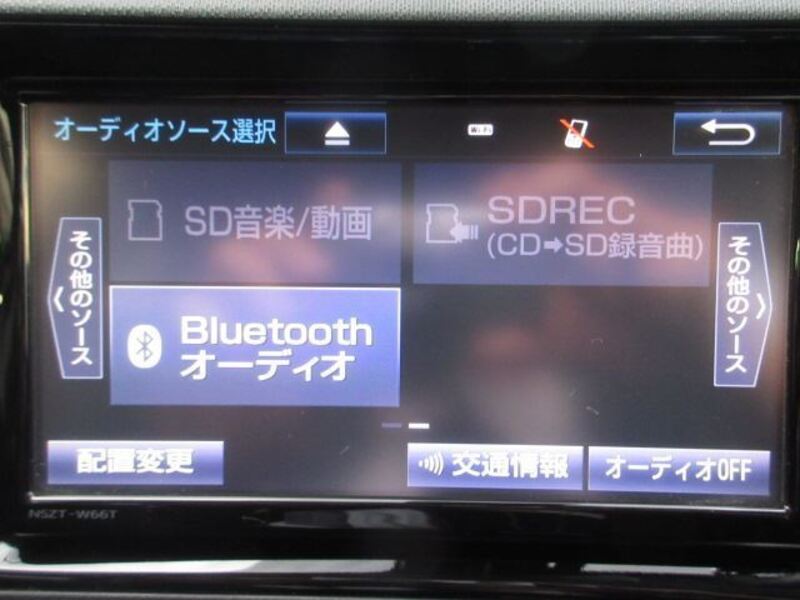 オーディオソース選択
Wi-Fi
SD音楽/動画
SDREC
(CD➡SD録音曲)
その他のソース
Bluetooth
オーディオ
その他のソース
配置変更
交通情報
オーディオOFF
NSZT-W66T